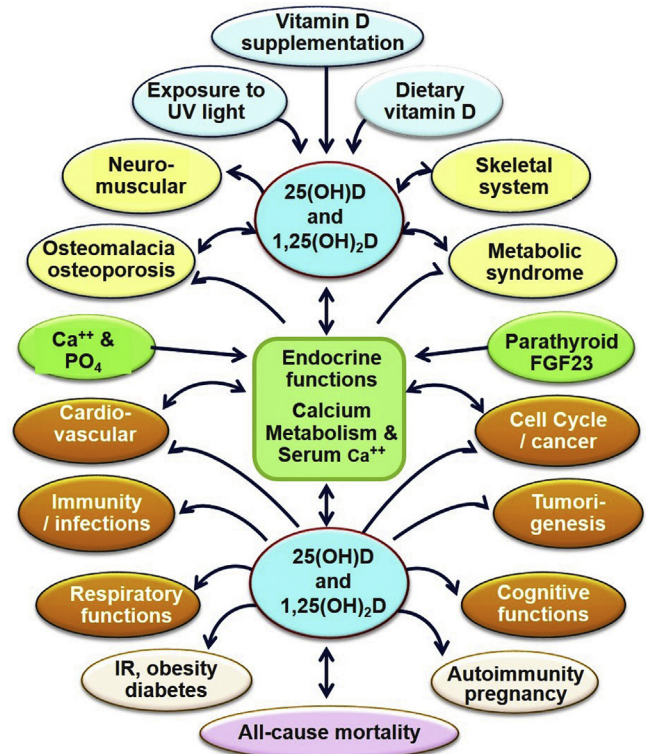 Vitamin D
supplementation
Exposure to
UV light
Dietary
vitamin D
Neuro-
muscular
25(OH)D
and
1,25(OH)₂D
Skeletal
system
Osteomalacia
osteoporosis
Metabolic
syndrome
Ca⁺⁺ &
PO₄
Endocrine
functions
Calcium
Metabolism &
Serum Ca⁺⁺
Parathyroid
FGF23
Cardio-
vascular
Cell Cycle
/ cancer
Immunity
/ infections
Tumori-
genesis
25(OH)D
and
1,25(OH)₂D
Respiratory
functions
Cognitive
functions
IR, obesity
diabetes
Autoimmunity
pregnancy
All-cause mortality